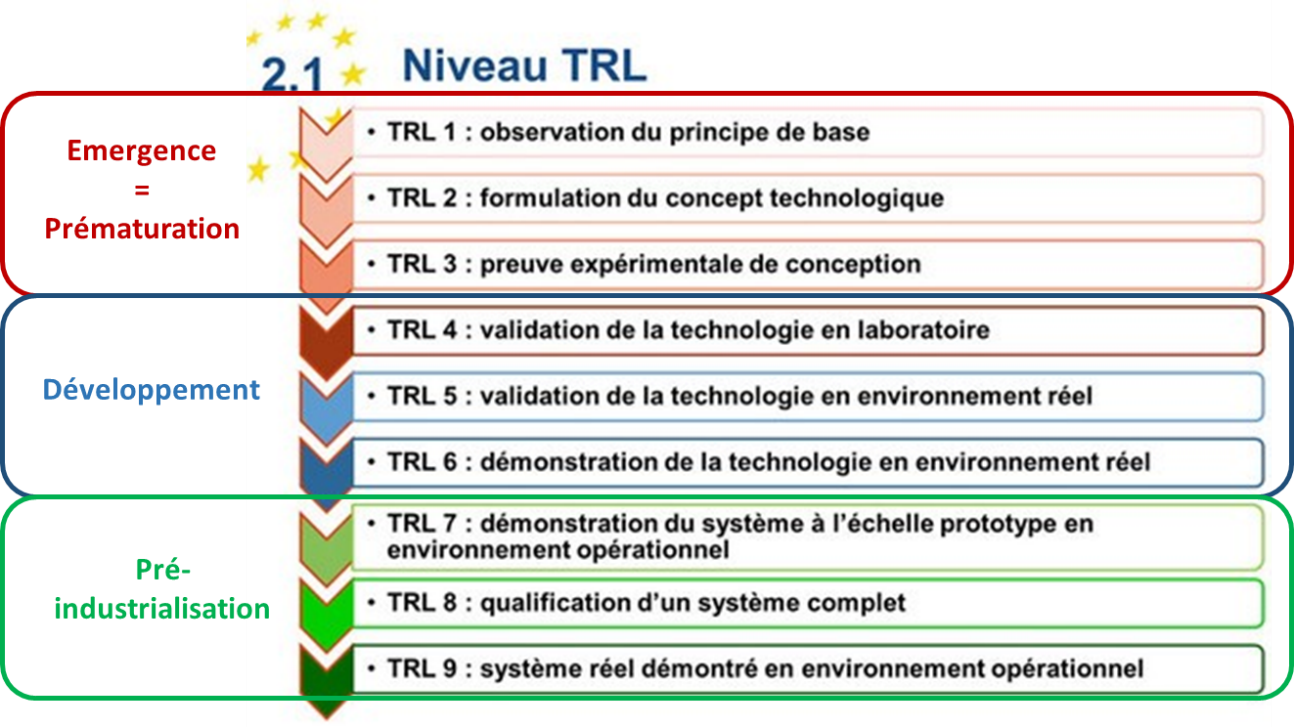 2.1 Niveau TRL
Emergence
=
Prématuration
• TRL 1 : observation du principe de base
• TRL 2 : formulation du concept technologique
• TRL 3 : preuve expérimentale de conception
Développement
• TRL 4 : validation de la technologie en laboratoire
• TRL 5 : validation de la technologie en environnement réel
• TRL 6 : démonstration de la technologie en environnement réel
Pré-
industrialisation
• TRL 7 : démonstration du système à l’échelle prototype en
environnement opérationnel
• TRL 8 : qualification d’un système complet
• TRL 9 : système réel démontré en environnement opérationnel